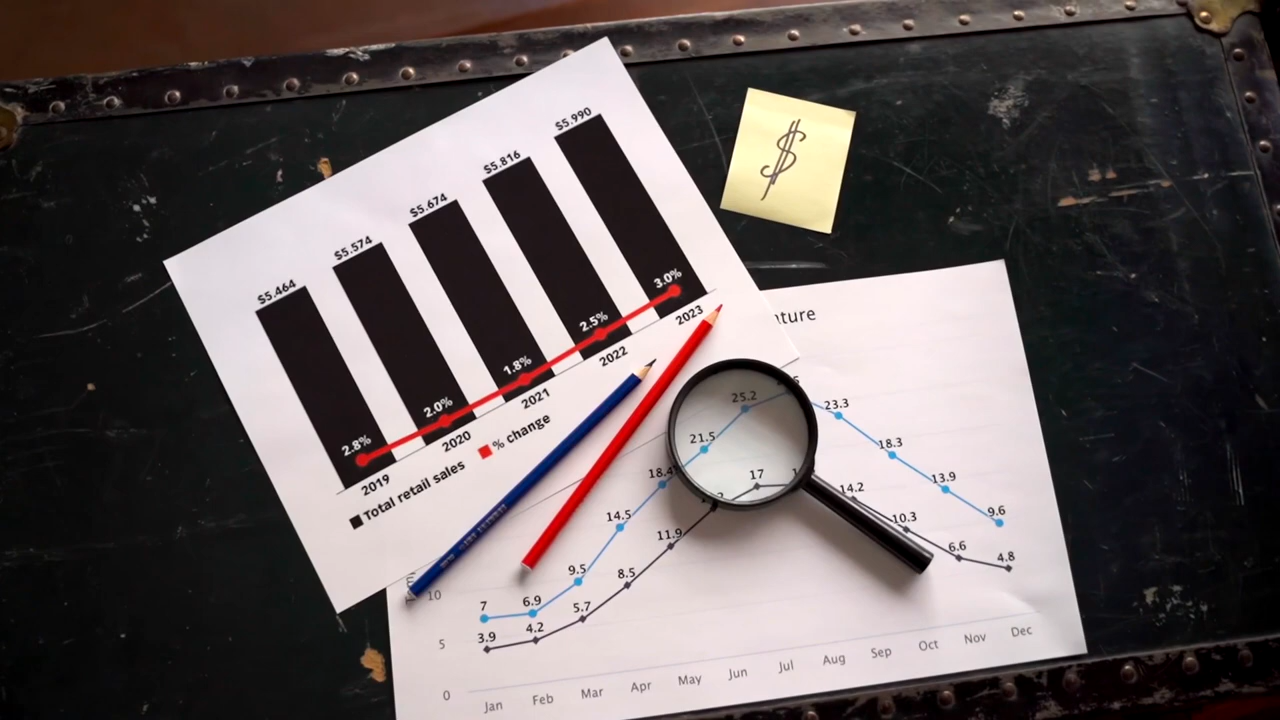 $5.464
$5.574
$5.674
$5.816
$5.990
2.8%
2.0%
1.8%
2.5%
3.0%
2019
2020
2021
2022
2023
Total retail sales
% change
$
7
6.9
9.5
14.5
18.4
21.5
25.2
23.3
18.3
13.9
9.6
3.9
4.2
5.7
8.5
11.9
17
14.2
10.3
6.6
4.8
10
5
0
Jan
Feb
Mar
Apr
May
Jun
Jul
Aug
Sep
Oct
Nov
Dec